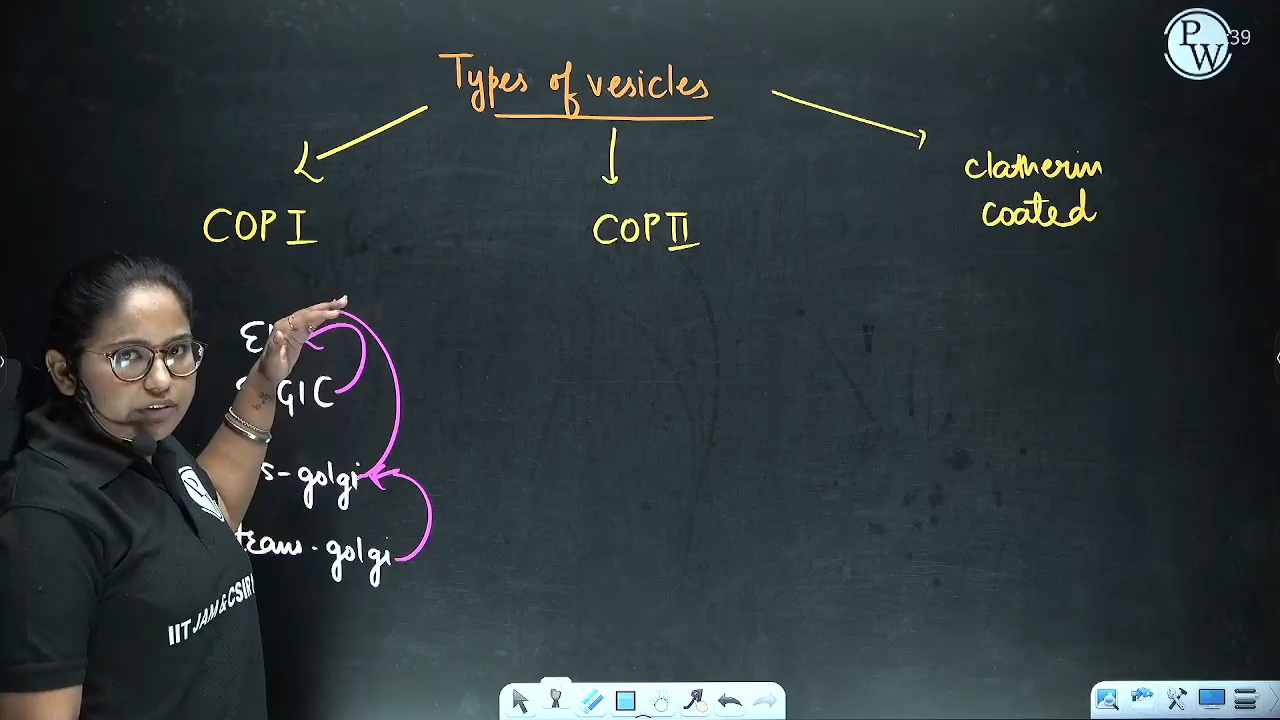 PW
39
Types of vesicles
COP I
COP II
clatherin
coated
GIC
s-golgi
trans-golgi
IIT JAM & CSIR